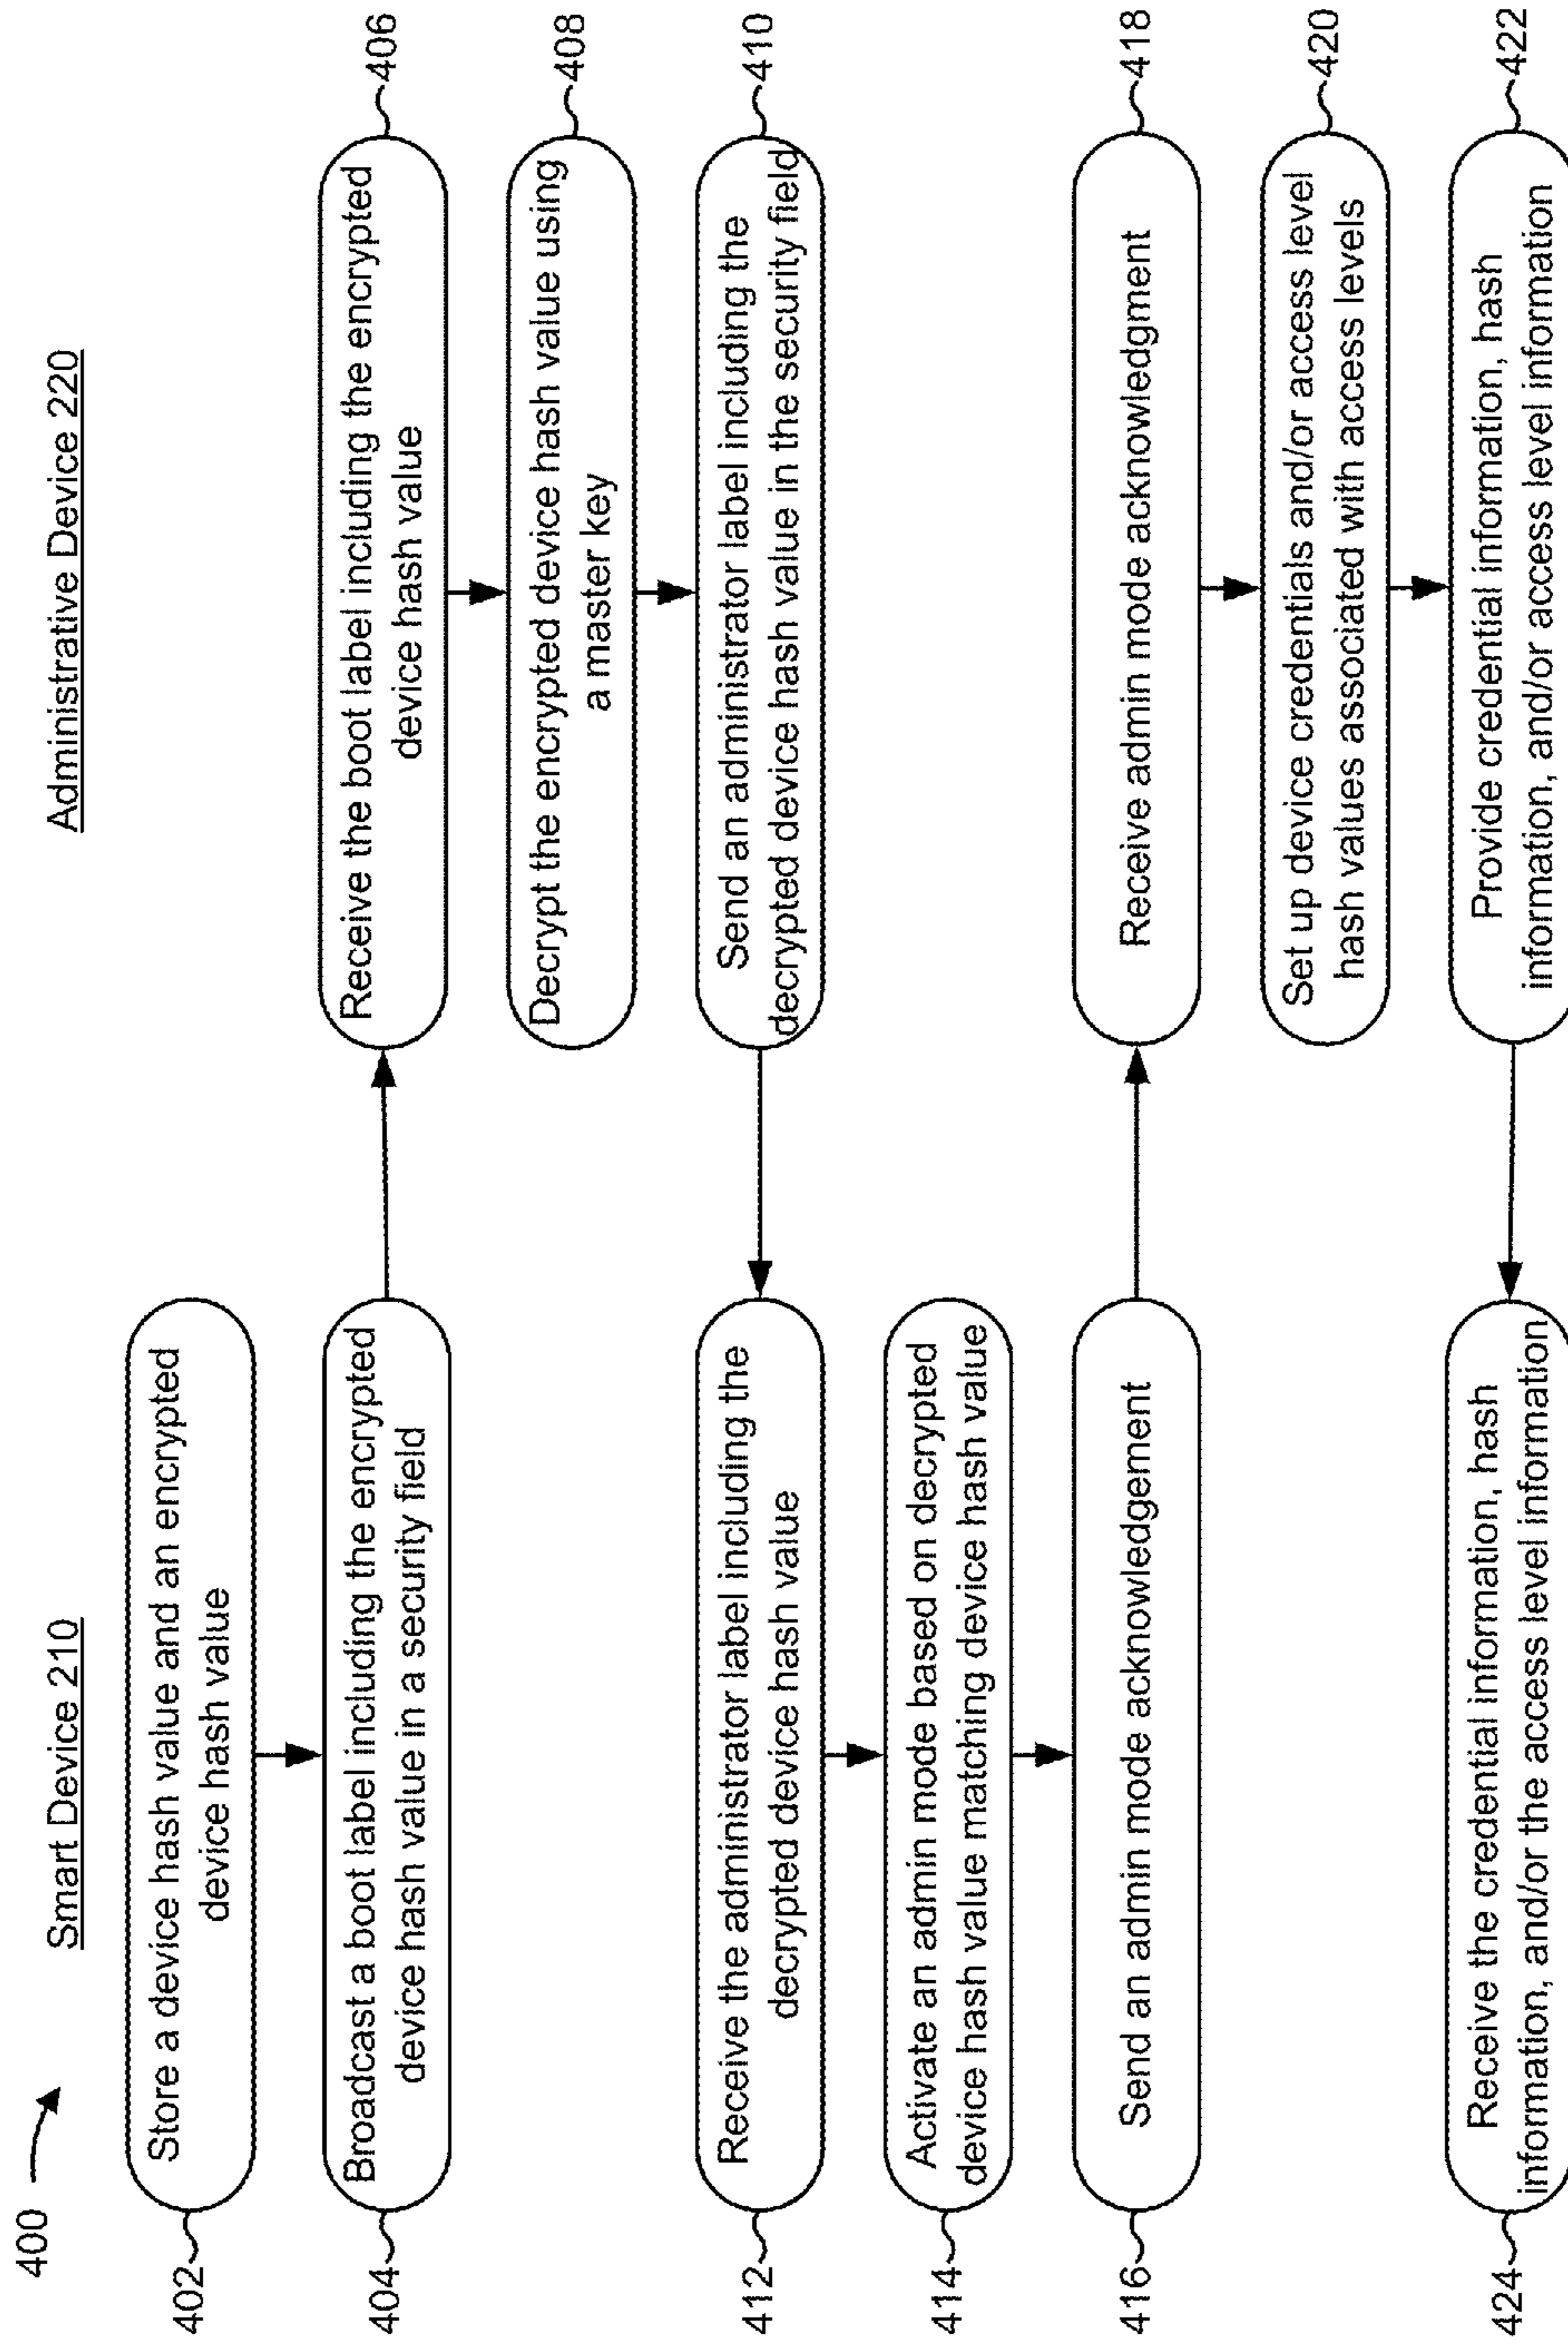 400
Smart Device 210
Administrative Device 220
402
Store a device hash value and an encrypted
device hash value
404
Broadcast a boot label including the encrypted
device hash value in a security field
406
Receive the boot label including the encrypted
device hash value
408
Decrypt the encrypted device hash value using
a master key
410
Send an administrator label including the
decrypted device hash value in the security field
412
Receive the administrator label including the
decrypted device hash value
414
Activate an admin mode based on decrypted
device hash value matching device hash value
416
Send an admin mode acknowledgement
418
Receive admin mode acknowledgment
420
Set up device credentials and/or access level
hash values associated with access levels
422
Provide credential information, hash
information, and/or access level information
424
Receive the credential information, hash
information, and/or the access level information